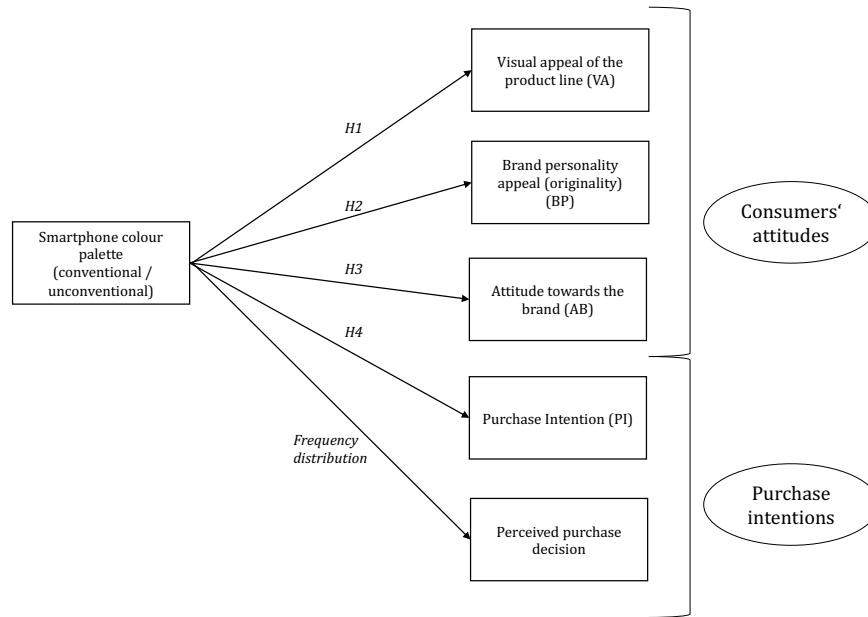 Visual appeal of the
product line (VA)
H1
Brand personality
appeal (originality)
(BP)
H2
Consumers‘
attitudes
Smartphone colour
palette
(conventional /
unconventional)
H3
Attitude towards the
brand (AB)
H4
Purchase Intention (PI)
Frequency
distribution
Purchase
intentions
Perceived purchase
decision